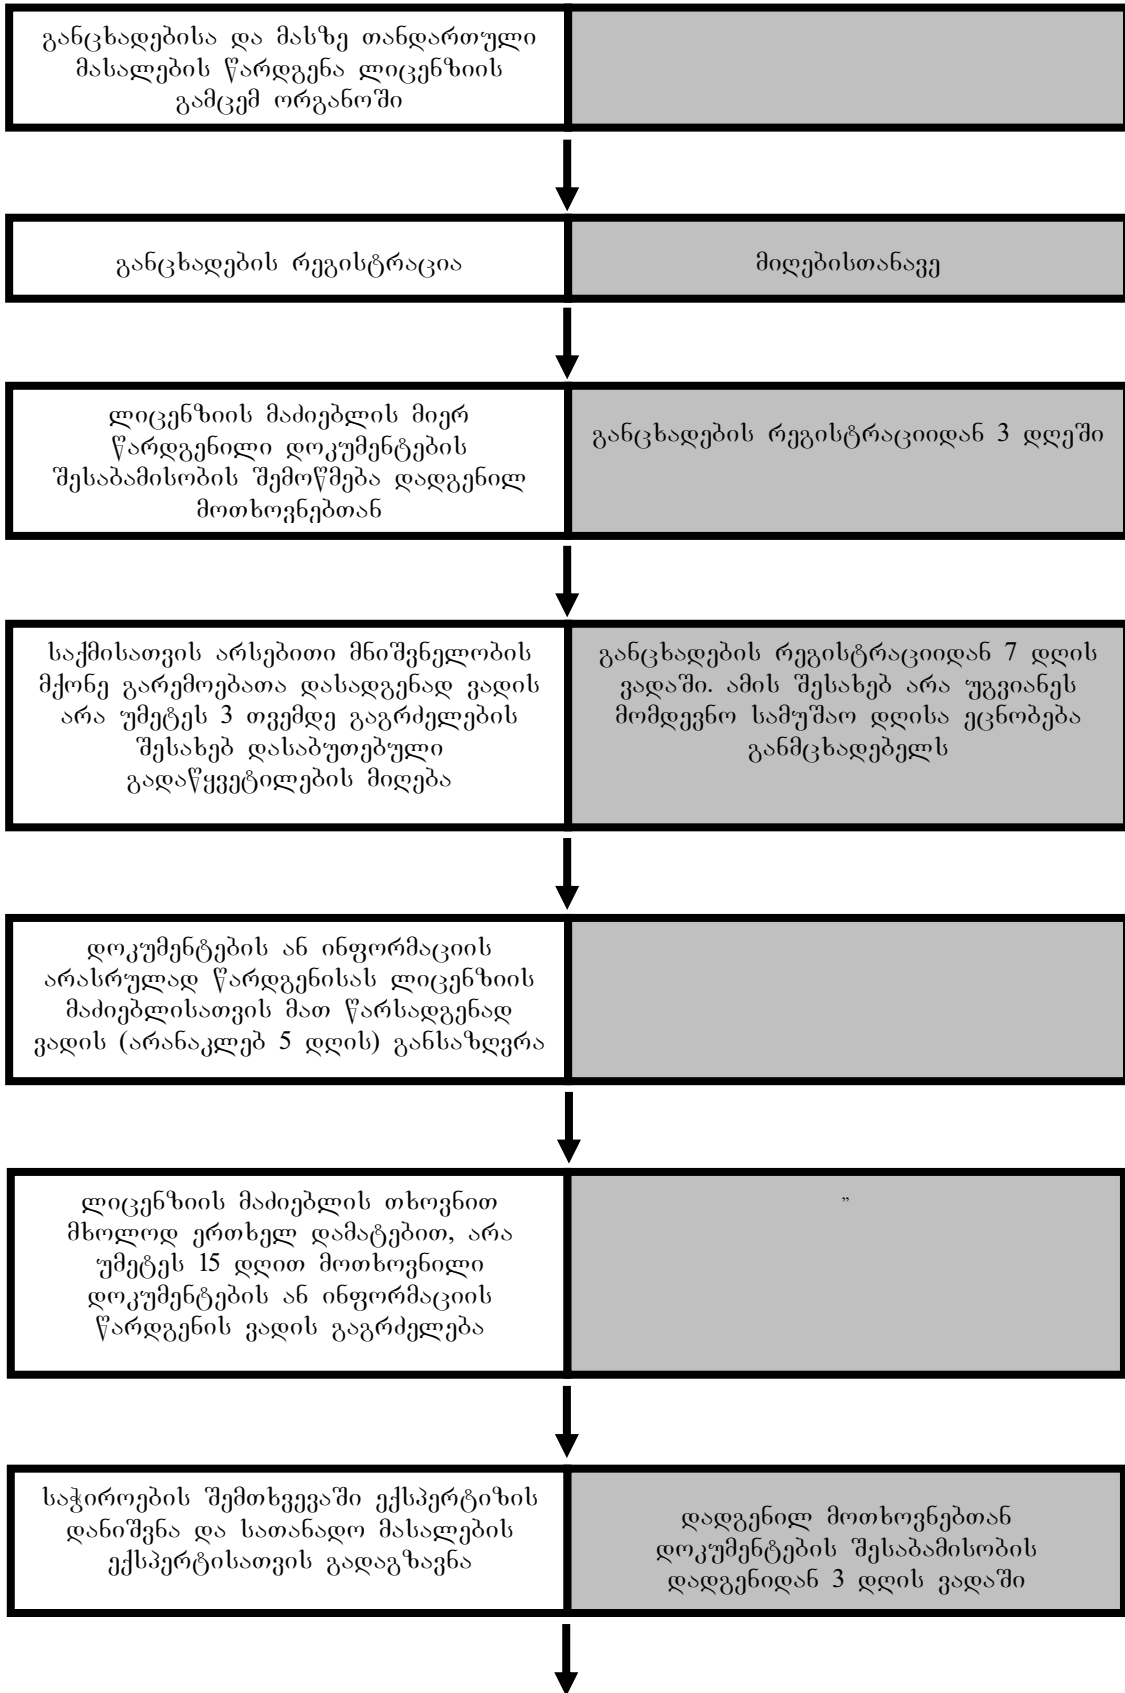 განცხადებისა და მასზე თანდართული
მასალების წარდგენა ლიცენზიის
გამცემ ორგანოში
განცხადების რეგისტრაცია
მიღებისთანავე
ლიცენზიის მაძიებლის მიერ
წარდგენილი დოკუმენტების
შესაბამისობის შემოწმება დადგენილ
მოთხოვნებთან
განცხადების რეგისტრაციიდან 3 დღეში
საქმისათვის არსებითი მნიშვნელობის
მქონე გარემოებათა დასადგენად ვადის
არა უმეტეს 3 თვემდე გაგრძელების
შესახებ დასაბუთებული
გადაწყვეტილების მიღება
განცხადების რეგისტრაციიდან 7 დღის
ვადაში. ამის შესახებ არა უგვიანეს
მომდევნო სამუშაო დღისა ეცნობება
განმცხადებელს
დოკუმენტების ან ინფორმაციის
არასრულად წარდგენისას ლიცენზიის
მაძიებლისათვის მათ წარსადგენად
ვადის (არანაკლებ 5 დღის) განსაზღვრა
ლიცენზიის მაძიებლის თხოვნით
მხოლოდ ერთხელ დამატებით, არა
უმეტეს 15 დღით მოთხოვნილი
დოკუმენტების ან ინფორმაციის
წარდგენის ვადის გაგრძელება
”
საჭიროების შემთხვევაში ექსპერტიზის
დანიშვნა და სათანადო მასალების
ექსპერტისათვის გადაგზავნა
დადგენილ მოთხოვნებთან
დოკუმენტების შესაბამისობის
დადგენიდან 3 დღის ვადაში